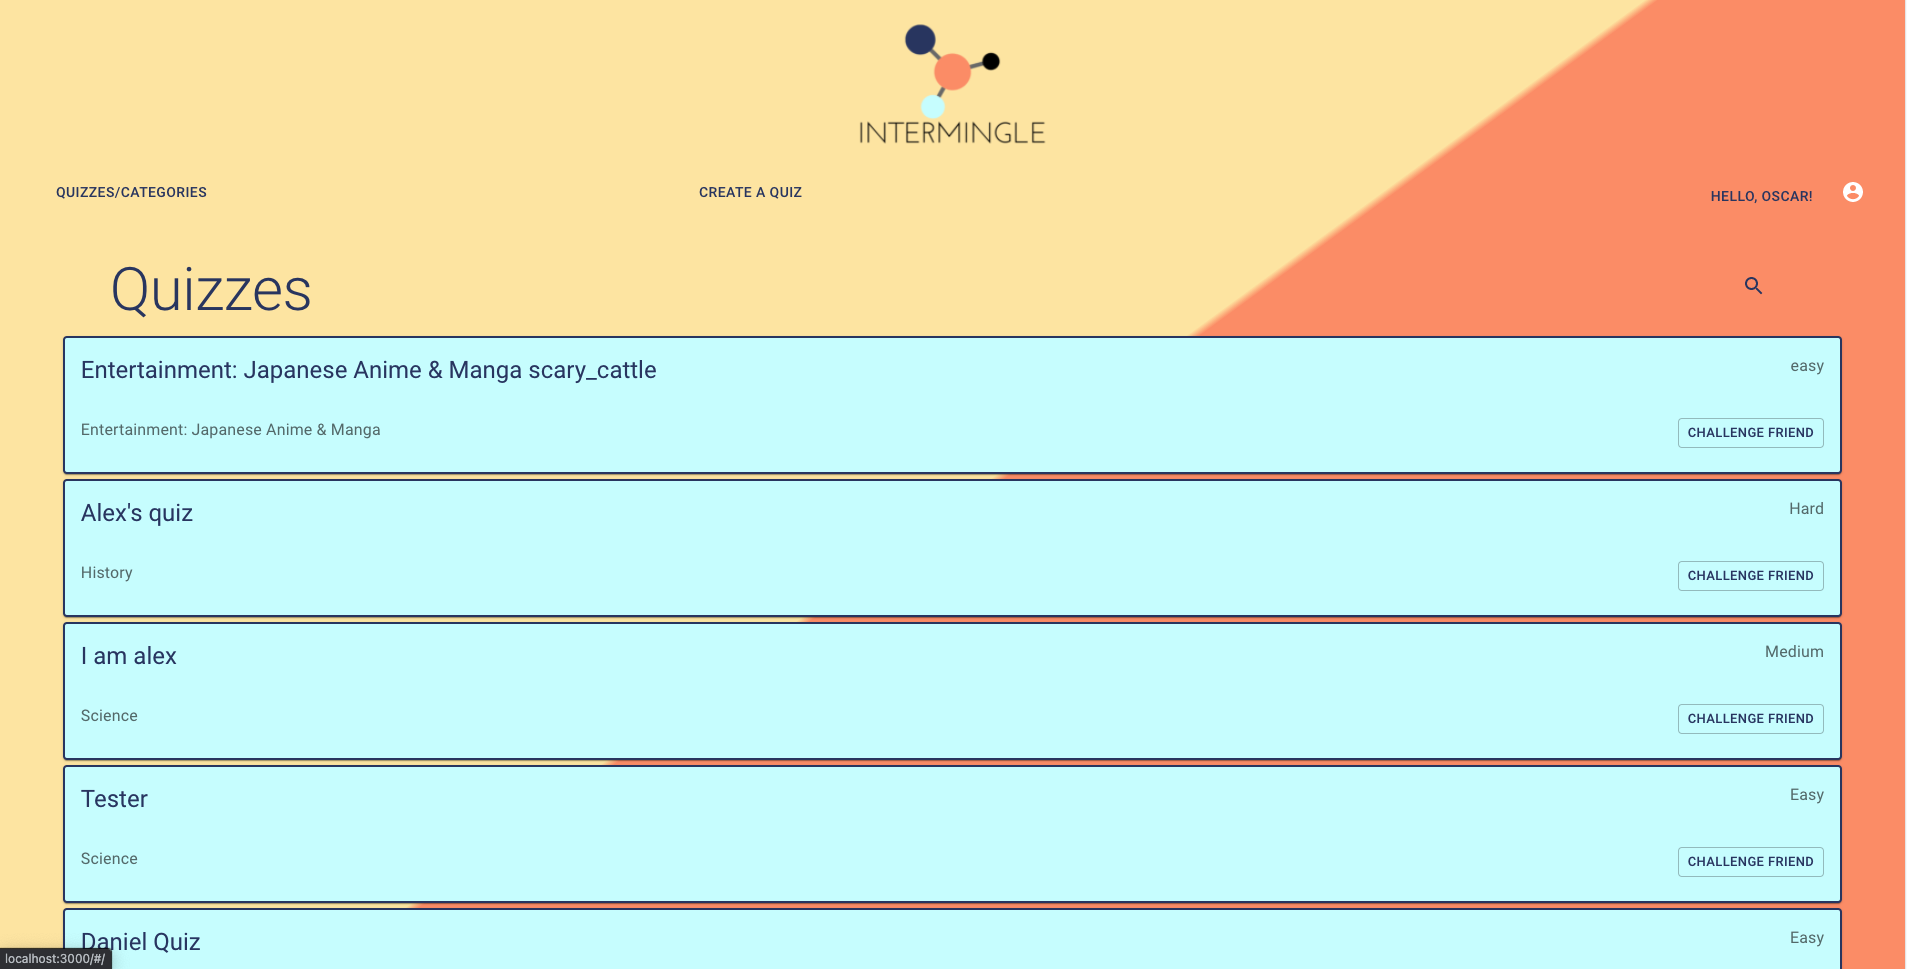 INTERMINGLE
QUIZZES/CATEGORIES
CREATE A QUIZ
HELLO, OSCAR!
Quizzes
Entertainment: Japanese Anime & Manga scary_cattle
easy
Entertainment: Japanese Anime & Manga
CHALLENGE FRIEND
Alex's quiz
Hard
History
CHALLENGE FRIEND
I am alex
Medium
Science
CHALLENGE FRIEND
Tester
Easy
Science
CHALLENGE FRIEND
Daniel Quiz
Easy
localhost:3000/#/